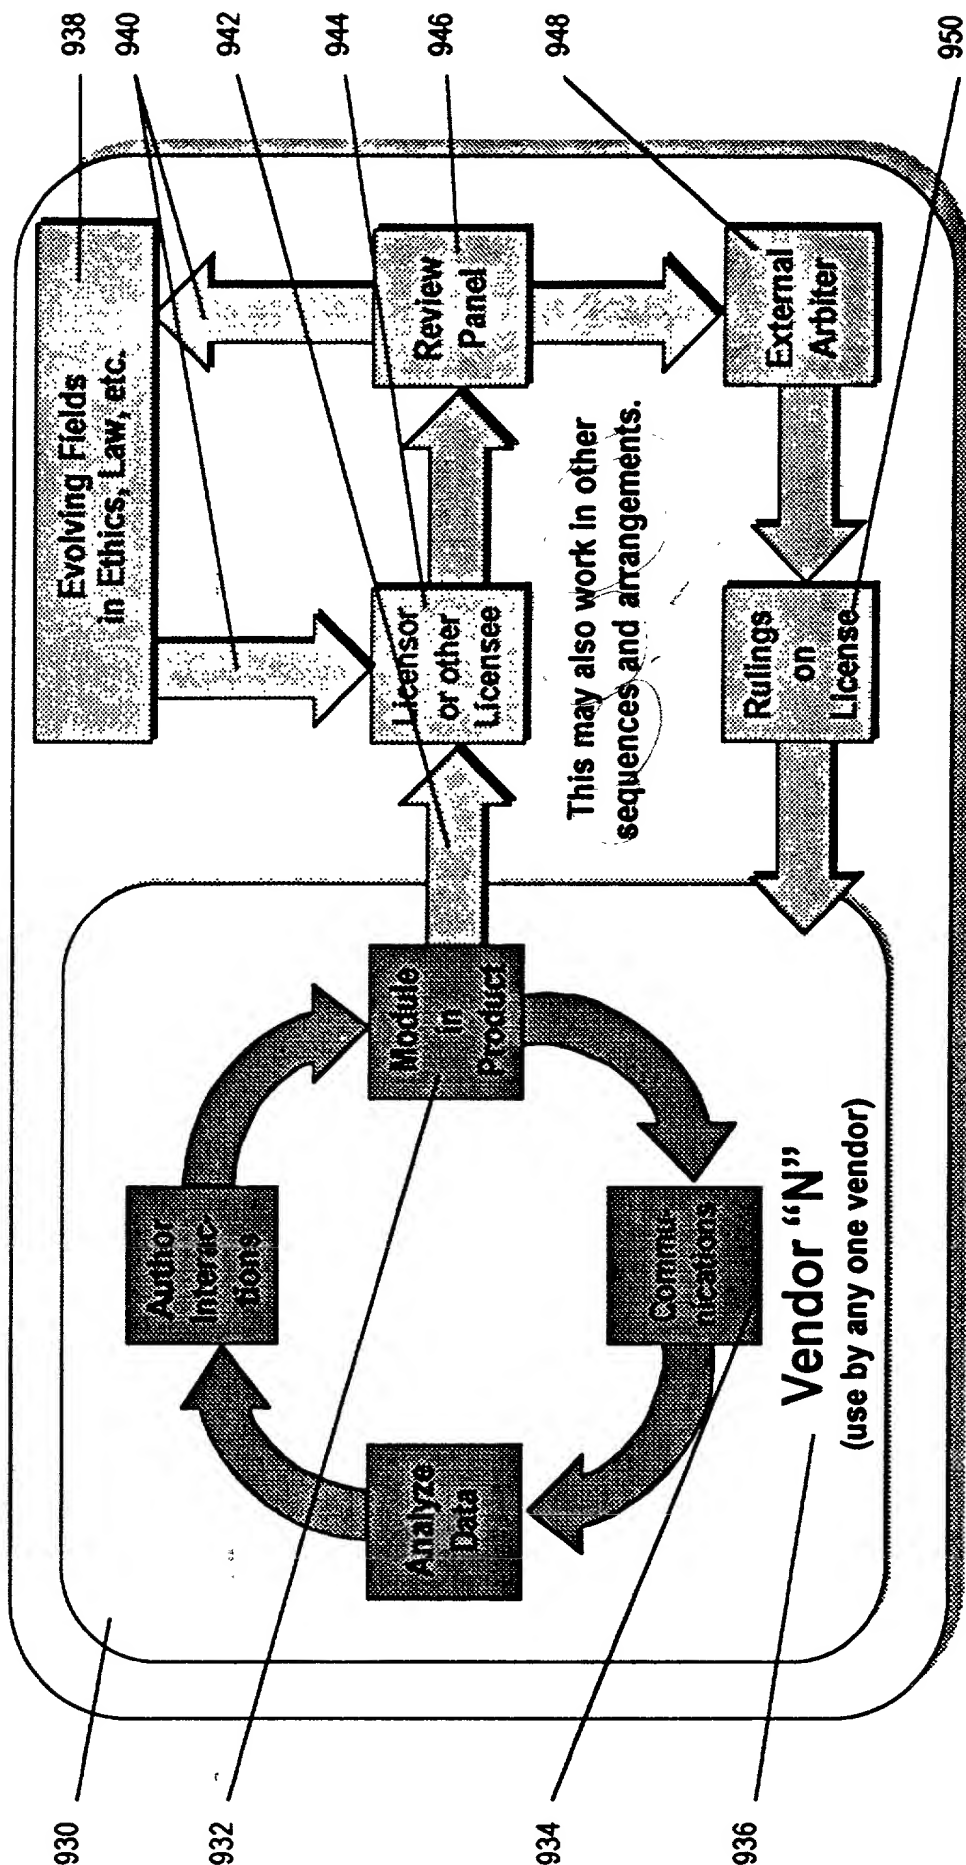 938
940
942
944
946
948
950
Evolving Fields
in Ethics, Law, etc.
Licensor
or other
Licensee
Review
Panel
This may also work in other
sequences and arrangements.
External
Arbiter
Rulings
on
License
Author
Interac-
tions
Module
in
Product
Analyze
Data
Commu-
nications
Vendor “N”
(use by any one vendor)
930
932
934
936